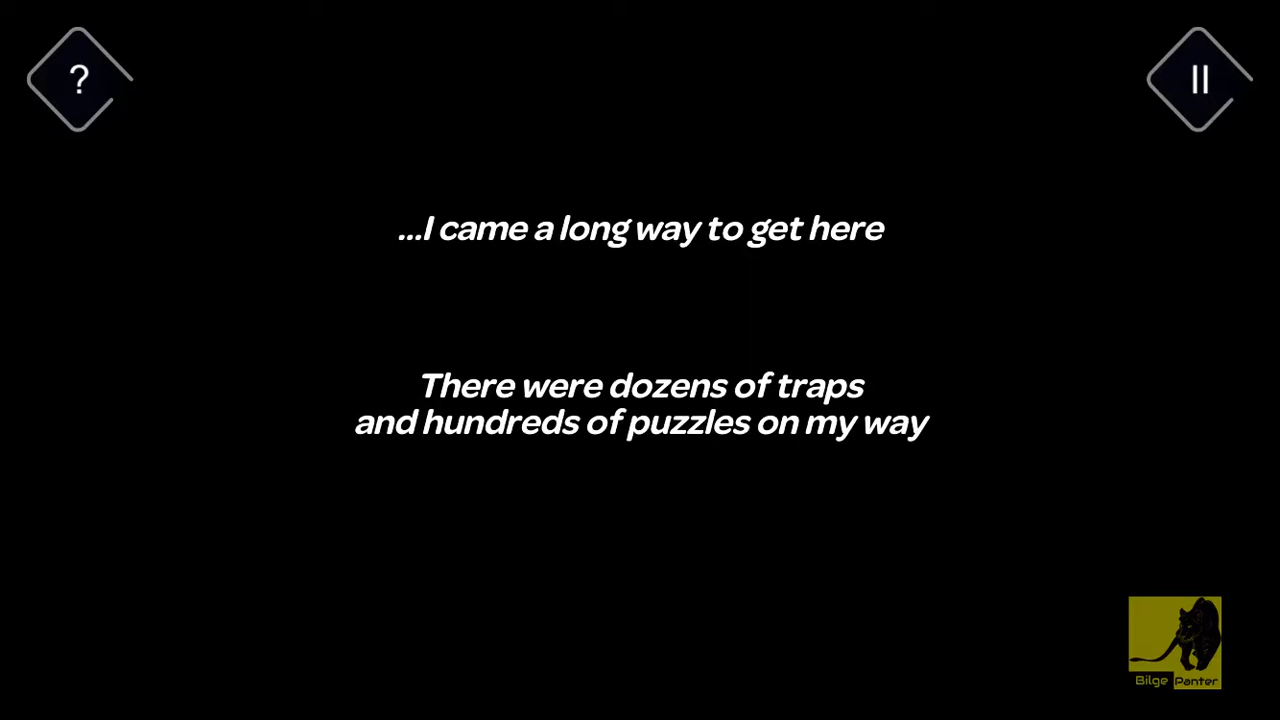 ?
...I came a long way to get here
There were dozens of traps
and hundreds of puzzles on my way
Bilge Panter